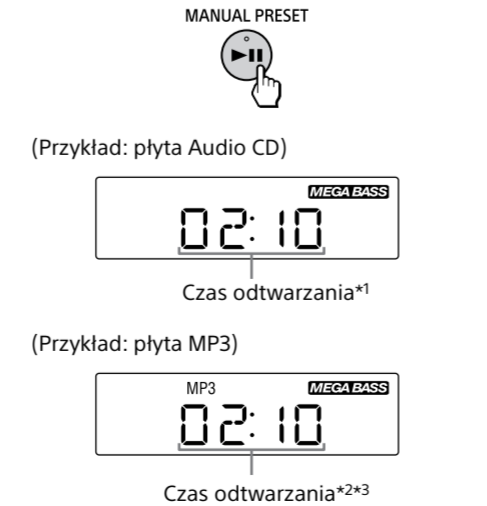 MANUAL PRESET
(Przykład: płyta Audio CD)
MEGA BASS
02:10
Czas odtwarzania*1
(Przykład: płyta MP3)
MP3 MEGA BASS
02:10
Czas odtwarzania*2*3